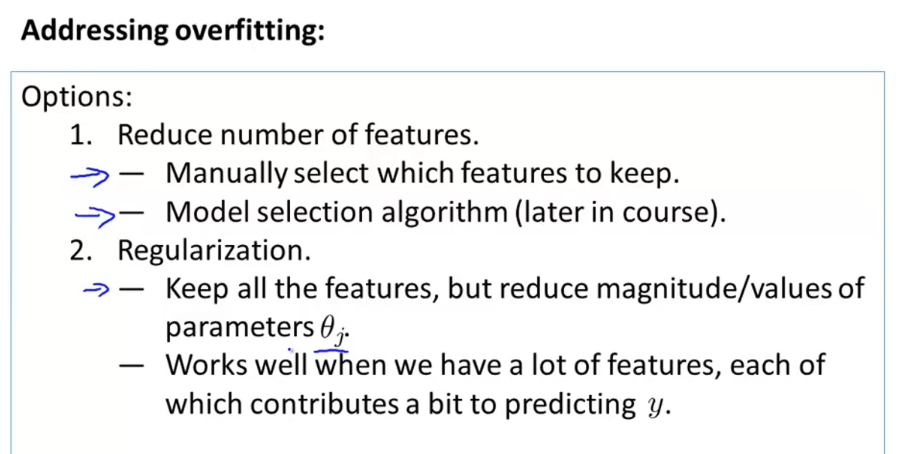 Addressing overfitting:
Options:
1. Reduce number of features.
— Manually select which features to keep.
— Model selection algorithm (later in course).
2. Regularization.
— Keep all the features, but reduce magnitude/values of
parameters θⱼ.
— Works well when we have a lot of features, each of
which contributes a bit to predicting y.